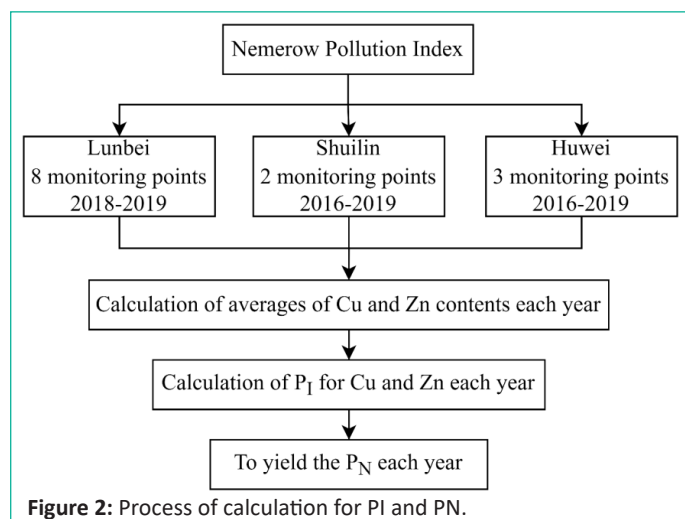 Nemerow Pollution Index
Lunbei
8 monitoring points
2018-2019
Shuilin
2 monitoring points
2016-2019
Huwei
3 monitoring points
2016-2019
Calculation of averages of Cu and Zn contents each year
Calculation of PI for Cu and Zn each year
To yield the PN each year
Figure 2: Process of calculation for PI and PN.